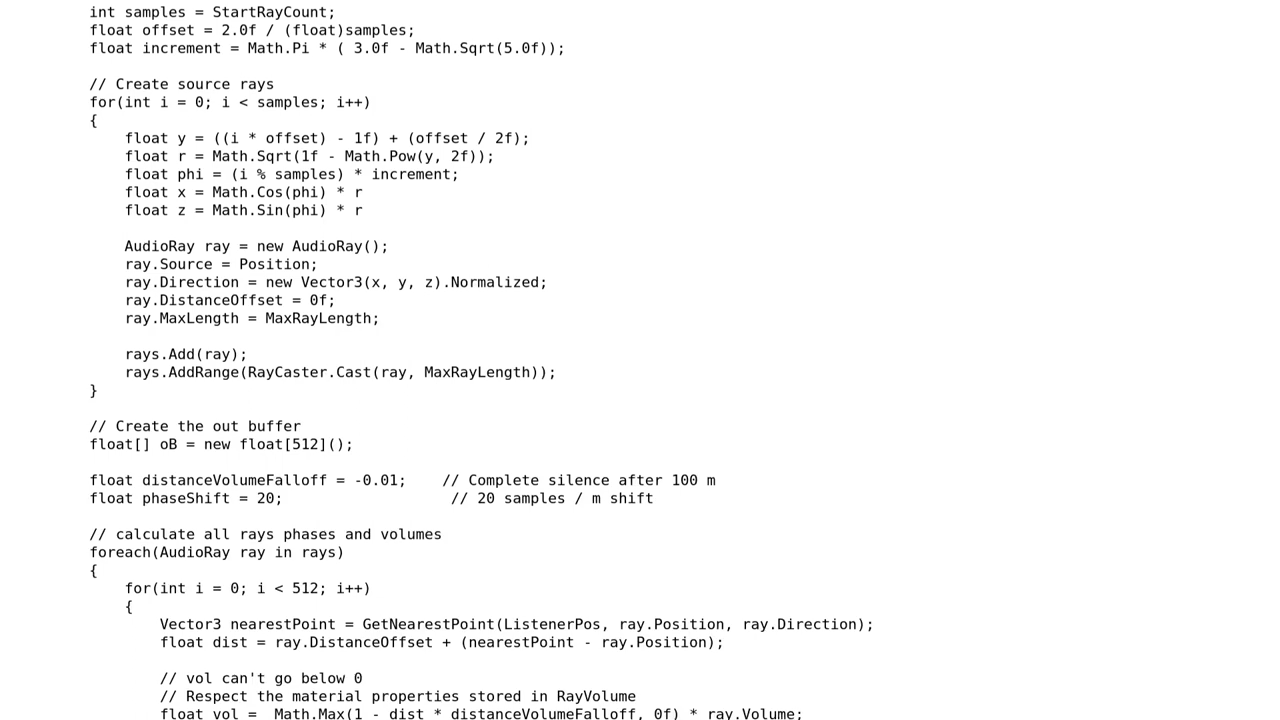 int samples = StartRayCount;
float offset = 2.0f / (float)samples;
float increment = Math.Pi * ( 3.0f - Math.Sqrt(5.0f));

// Create source rays
for(int i = 0; i < samples; i++)
{
    float y = ((i * offset) - 1f) + (offset / 2f);
    float r = Math.Sqrt(1f - Math.Pow(y, 2f));
    float phi = (i % samples) * increment;
    float x = Math.Cos(phi) * r
    float z = Math.Sin(phi) * r

    AudioRay ray = new AudioRay();
    ray.Source = Position;
    ray.Direction = new Vector3(x, y, z).Normalized;
    ray.DistanceOffset = 0f;
    ray.MaxLength = MaxRayLength;

    rays.Add(ray);
    rays.AddRange(RayCaster.Cast(ray, MaxRayLength));
}

// Create the out buffer
float[] oB = new float[512]();

float distanceVolumeFalloff = -0.01;    // Complete silence after 100 m
float phaseShift = 20;                   // 20 samples / m shift

// calculate all rays phases and volumes
foreach(AudioRay ray in rays)
{
    for(int i = 0; i < 512; i++)
    {
        Vector3 nearestPoint = GetNearestPoint(ListenerPos, ray.Position, ray.Direction);
        float dist = ray.DistanceOffset + (nearestPoint - ray.Position);

        // vol can't go below 0
        // Respect the material properties stored in RayVolume
        float vol =  Math.Max(1 - dist * distanceVolumeFalloff, 0f) * ray.Volume;